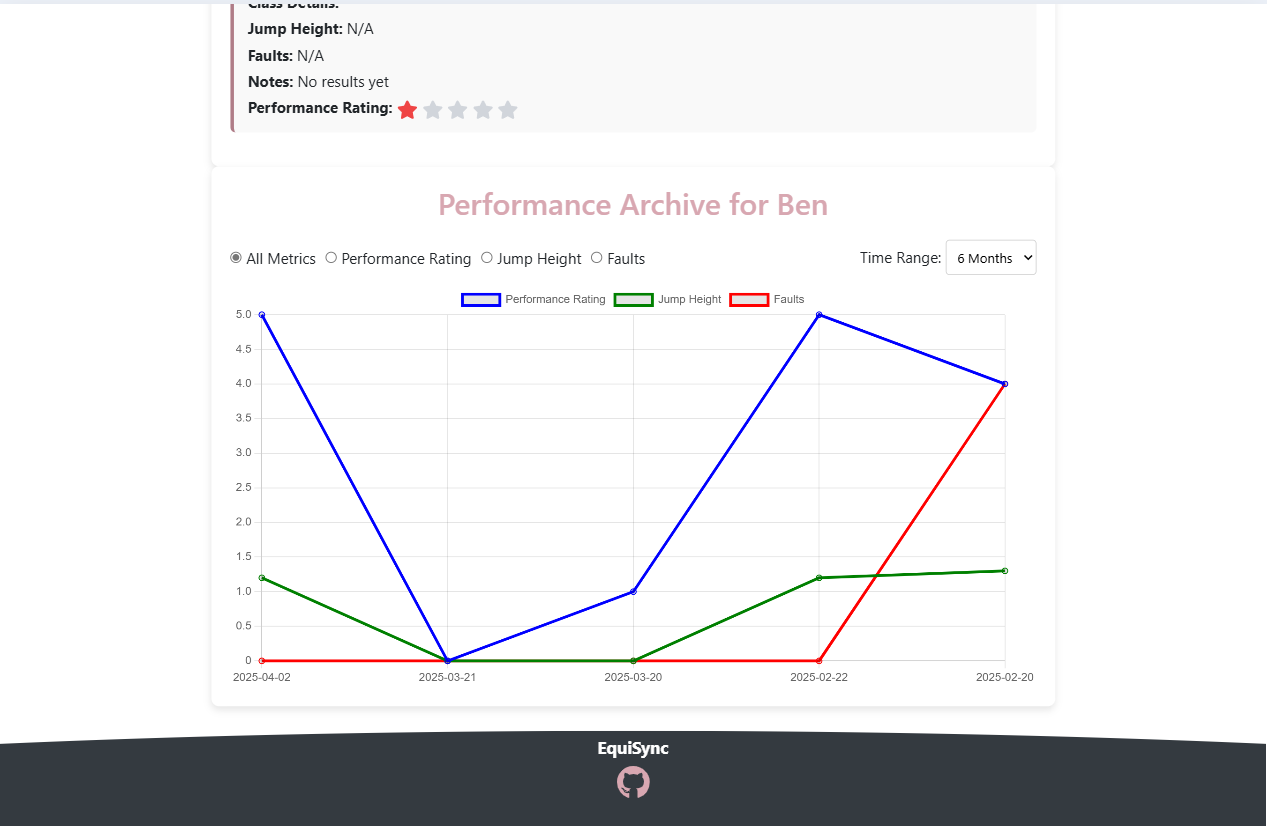 Class Details:
Jump Height: N/A
Faults: N/A
Notes: No results yet
Performance Rating:
Performance Archive for Ben
All Metrics Performance Rating Jump Height Faults Time Range: 6 Months
Performance Rating Jump Height Faults
5.0
4.5
4.0
3.5
3.0
2.5
2.0
1.5
1.0
0.5
0
2025-04-02 2025-03-21 2025-03-20 2025-02-22 2025-02-20
EquiSync